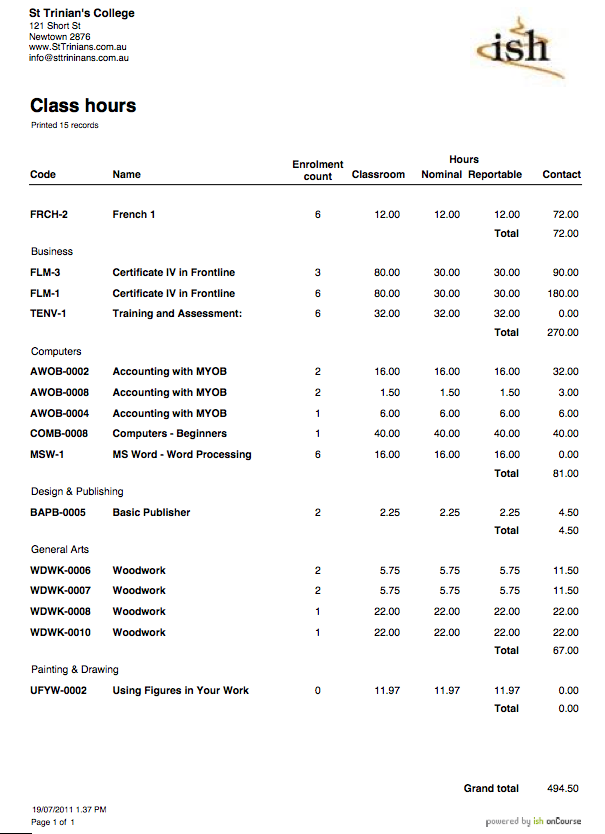 St Trinian's College
121 Short St
Newtown 2876
www.StTrinians.com.au
info@sttrininans.com.au
ish
Class hours
Printed 15 records
Hours
Code Name Enrolment count Classroom Nominal Reportable Contact
FRCH-2 French 1 6 12.00 12.00 12.00 72.00
Total 72.00
Business
FLM-3 Certificate IV in Frontline 3 80.00 30.00 30.00 90.00
FLM-1 Certificate IV in Frontline 6 80.00 30.00 30.00 180.00
TENV-1 Training and Assessment: 6 32.00 32.00 32.00 0.00
Total 270.00
Computers
AWOB-0002 Accounting with MYOB 2 16.00 16.00 16.00 32.00
AWOB-0008 Accounting with MYOB 2 1.50 1.50 1.50 3.00
AWOB-0004 Accounting with MYOB 1 6.00 6.00 6.00 6.00
COMB-0008 Computers - Beginners 1 40.00 40.00 40.00 40.00
MSW-1 MS Word - Word Processing 6 16.00 16.00 16.00 0.00
Total 81.00
Design & Publishing
BAPB-0005 Basic Publisher 2 2.25 2.25 2.25 4.50
Total 4.50
General Arts
WDWK-0006 Woodwork 2 5.75 5.75 5.75 11.50
WDWK-0007 Woodwork 2 5.75 5.75 5.75 11.50
WDWK-0008 Woodwork 1 22.00 22.00 22.00 22.00
WDWK-0010 Woodwork 1 22.00 22.00 22.00 22.00
Total 67.00
Painting & Drawing
UFYW-0002 Using Figures in Your Work 0 11.97 11.97 11.97 0.00
Total 0.00
Grand total 494.50
19/07/2011 1.37 PM
Page 1 of 1
powered by ish onCourse